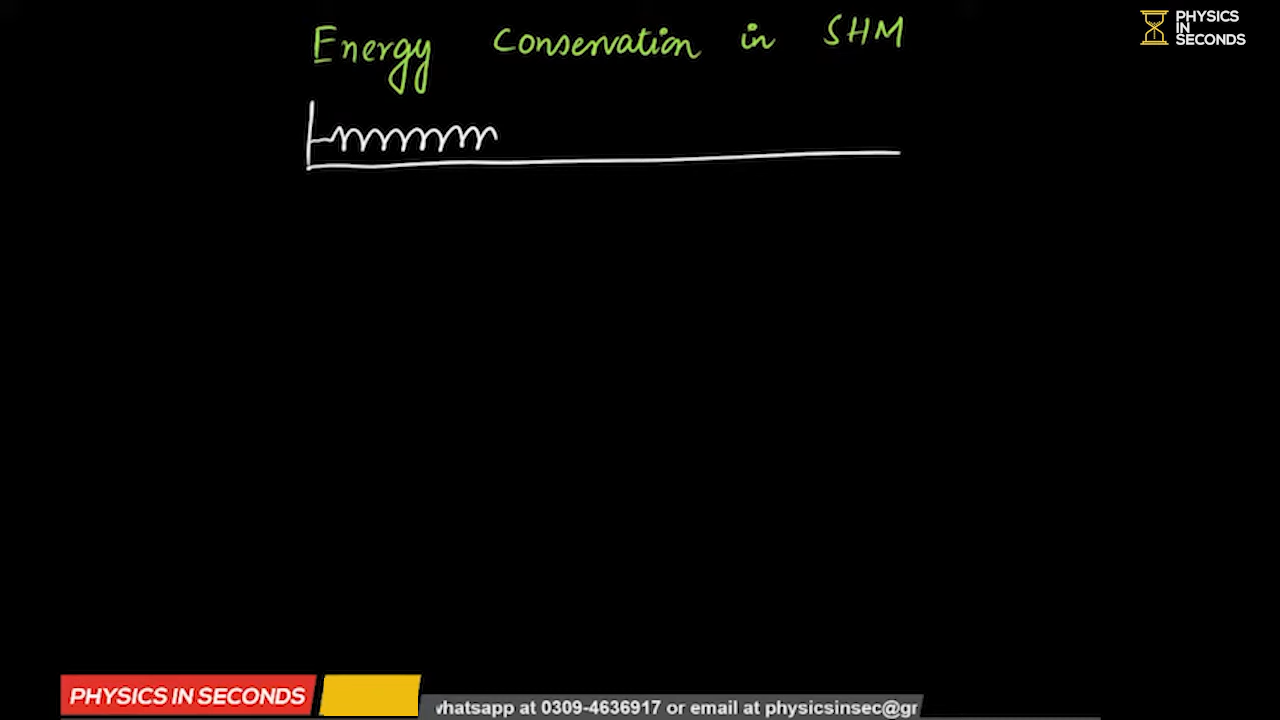 Energy Conservation in SHM
PHYSICS
IN
SECONDS
PHYSICS IN SECONDS
whatsapp at 0309-4636917 or email at physicsinsec@gr